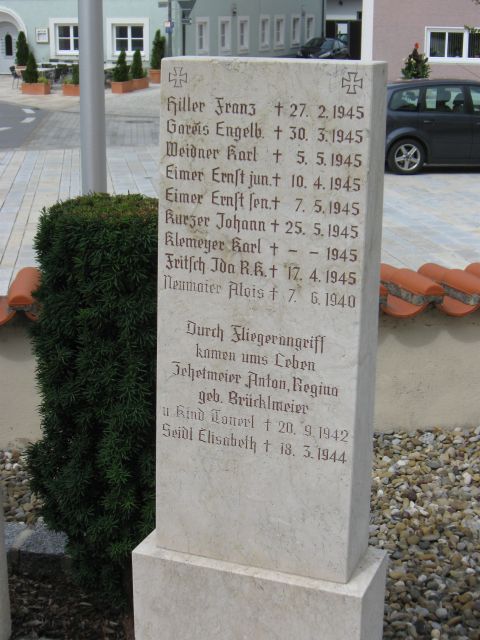 Hiller Franz † 27. 2. 1945
Gareis Engelb. † 30. 3. 1945
Weidner Karl † 5. 5. 1945
Eimer Ernst jun. † 10. 4. 1945
Eimer Ernst sen. † 7. 5. 1945
Kurzer Johann † 25. 5. 1945
Klemeyer Karl † – – 1945
Fritsch Ida R.K. † 17. 4. 1945
Neumaier Alois † 7. 6. 1940
Durch Fliegerangriff
kamen ums Leben
Zehetmeier Anton, Regina
geb. Brücklmeier
u. Kind Tonerl † 20. 9. 1942
Seidl Elisabeth † 18. 3. 1944